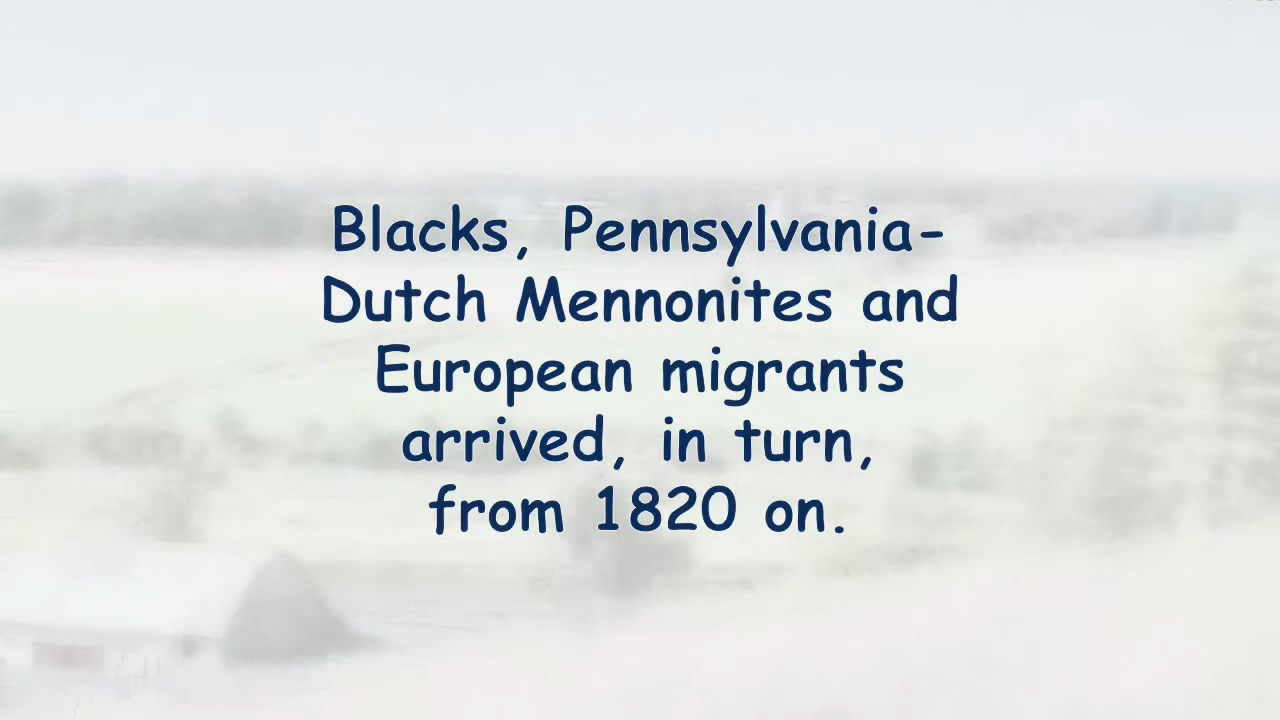 Blacks, Pennsylvania-
Dutch Mennonites and
European migrants
arrived, in turn,
from 1820 on.